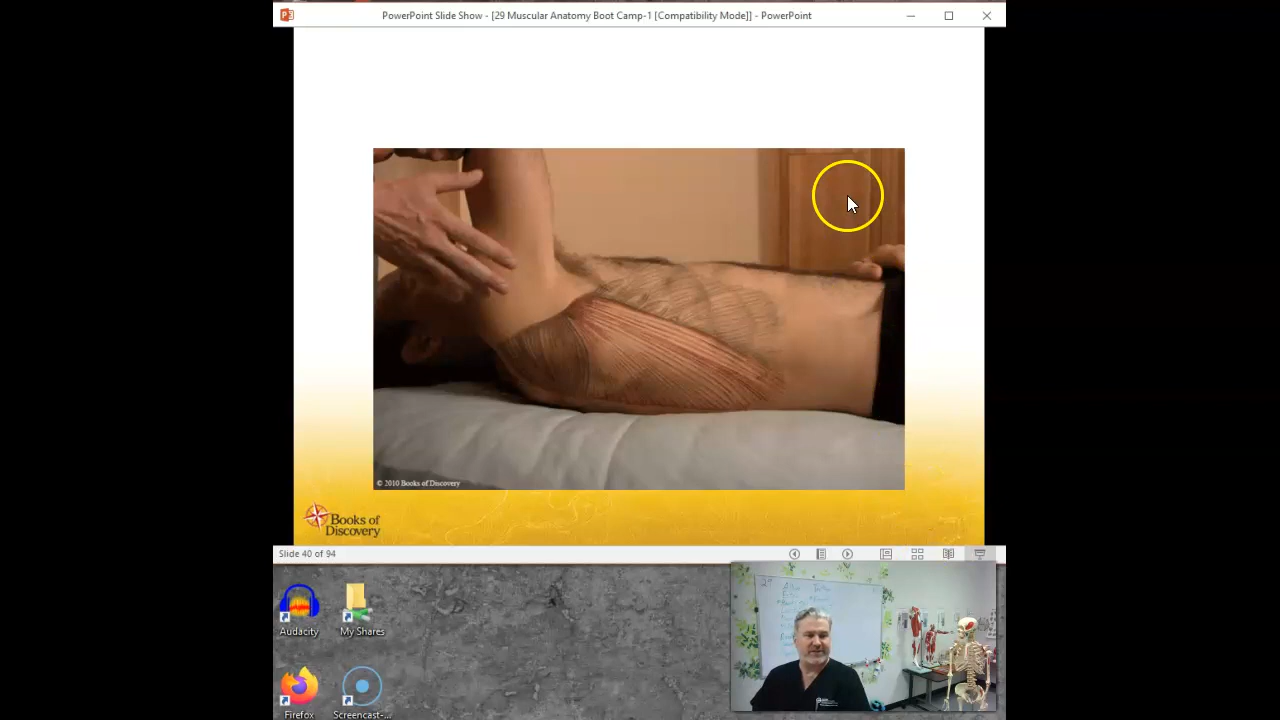 PowerPoint Slide Show - [29 Muscular Anatomy Boot Camp-1 [Compatibility Mode]] - PowerPoint
© 2010 Books of Discovery
Books of
Discovery
Slide 40 of 94
Audacity
My Shares
Firefox
Screencast-...